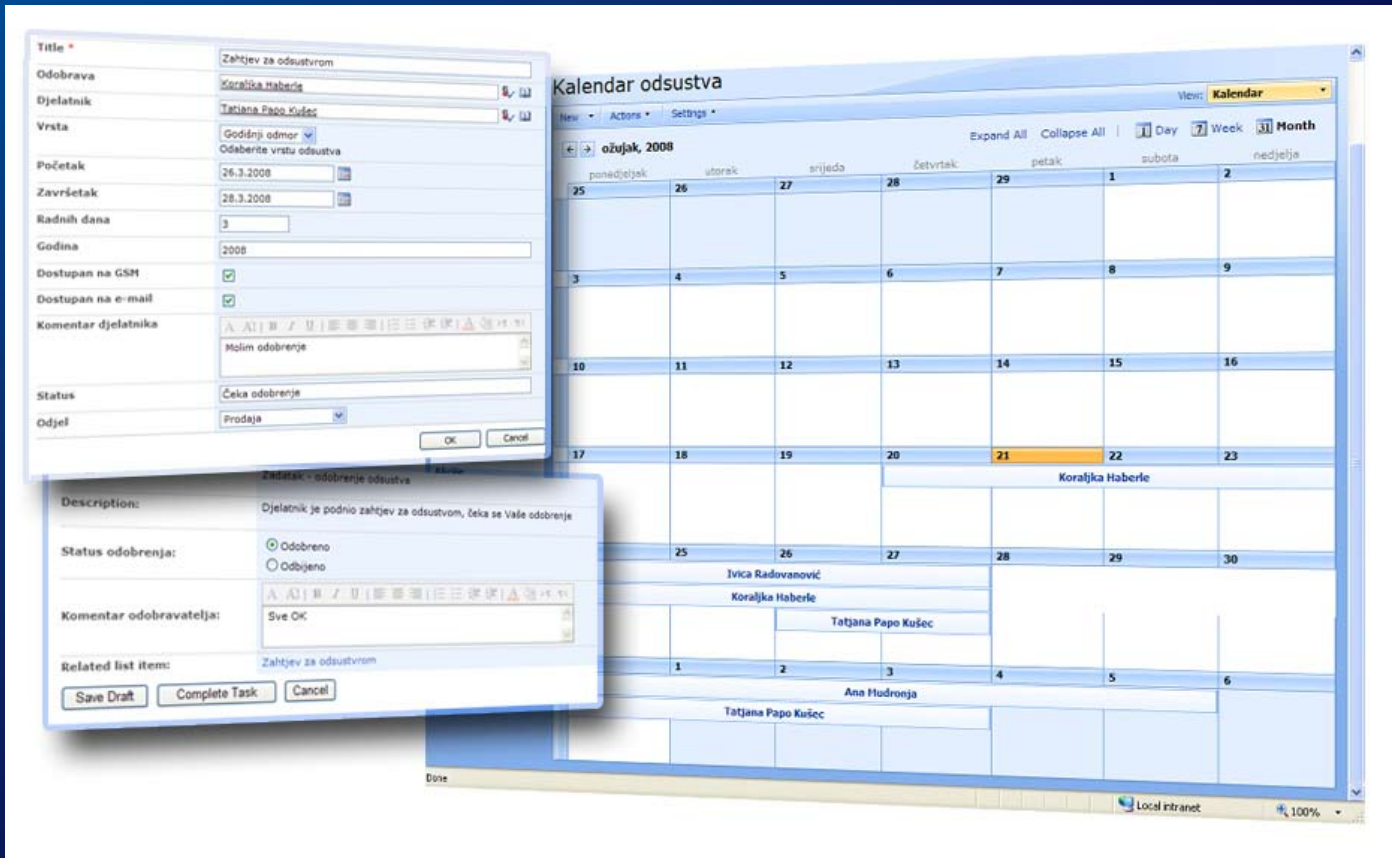 Title *
Zahtjev za odsustvrom
Odobrava
Koraljka Haberle
Djelatnik
Tatjana Papo Kušec
Vrsta
Godišnji odmor
Odaberite vrstu odsustva
Početak
26.3.2008
Završetak
28.3.2008
Radnih dana
3
Godina
2008
Dostupan na GSM
Dostupan na e-mail
Komentar djelatnika
Molim odobrenje
Status
Čeka odobrenje
Odjel
Prodaja
OK Cancel
Zadatak - odobrenje odsustva
Description:
Djelatnik je podnio zahtjev za odsustvom, čeka se Vaše odobrenje
Status odobrenja:
Odobreno
Odbijeno
Komentar odobravatelja:
Sve OK
Related list item:
Zahtjev za odsustvrom
Save Draft Complete Task Cancel
Kalendar odsustva
New Actions Settings View: Kalendar
ožujak, 2008 Expand All Collapse All 1 Day 7 Week 31 Month
ponedjeljak utorak srijeda četvrtak petak subota nedjelja
25 26 27 28 29 1 2
3 4 5 6 7 8 9
10 11 12 13 14 15 16
17 18 19 20 21 22 23
Koraljka Haberle
25 26 27 28 29 30
Ivica Radovanović
Koraljka Haberle
Tatjana Papo Kušec
1 2 3 4 5 6
Ana Mudronja
Tatjana Papo Kušec
Done
Local intranet 100%